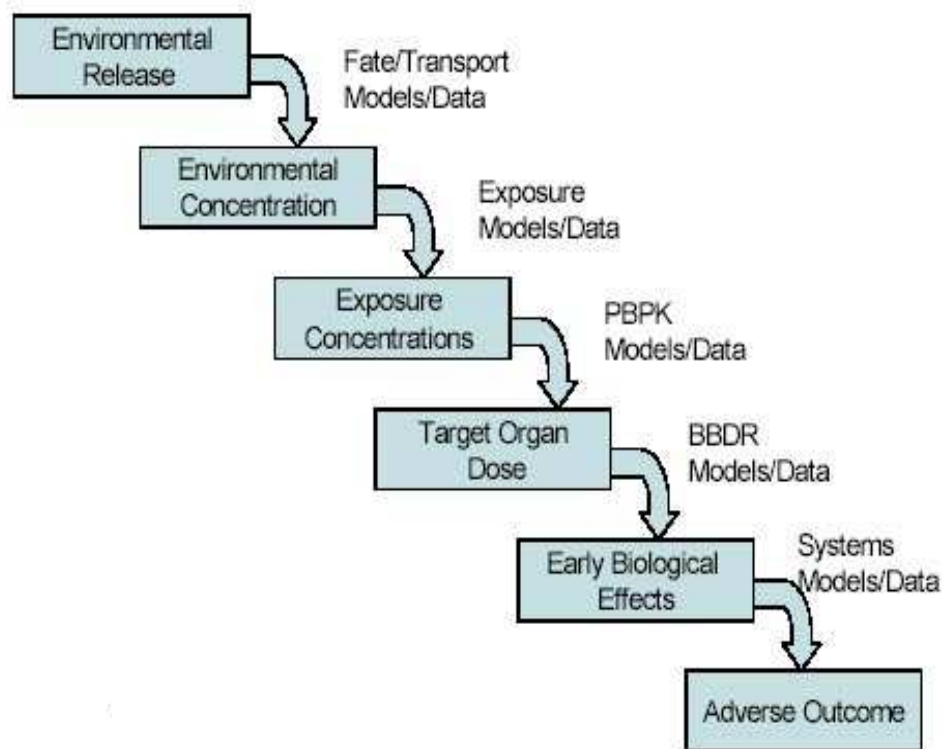 Environmental
Release
Fate/Transport
Models/Data
Environmental
Concentration
Exposure
Models/Data
Exposure
Concentrations
PBPK
Models/Data
Target Organ
Dose
BBDR
Models/Data
Early Biological
Effects
Systems
Models/Data
Adverse Outcome